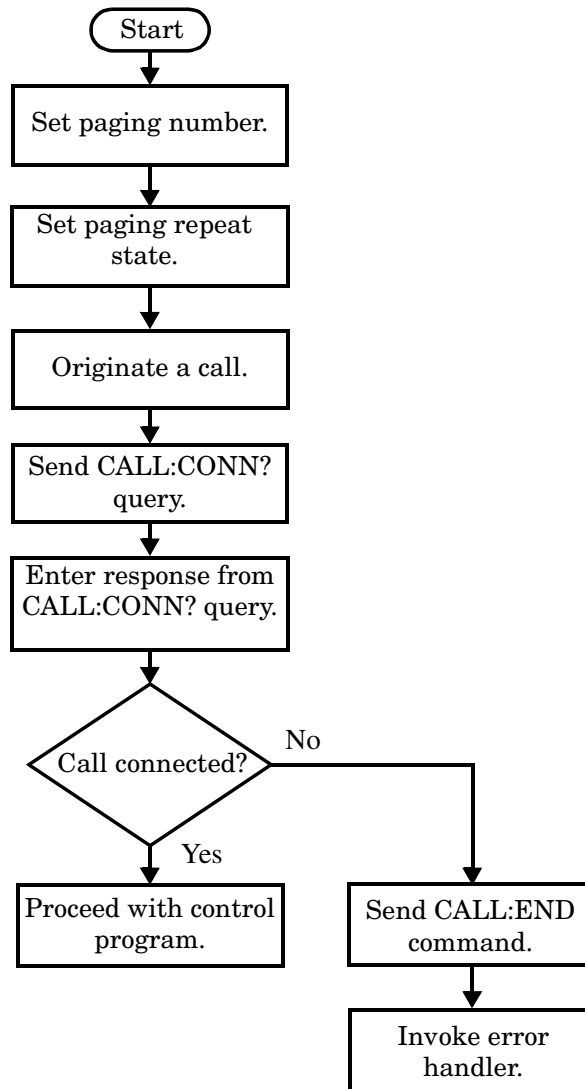 Start
Set paging number.
Set paging repeat
state.
Originate a call.
Send CALL:CONN?
query.
Enter response from
CALL:CONN? query.
Call connected?
No
Yes
Proceed with control
program.
Send CALL:END
command.
Invoke error
handler.